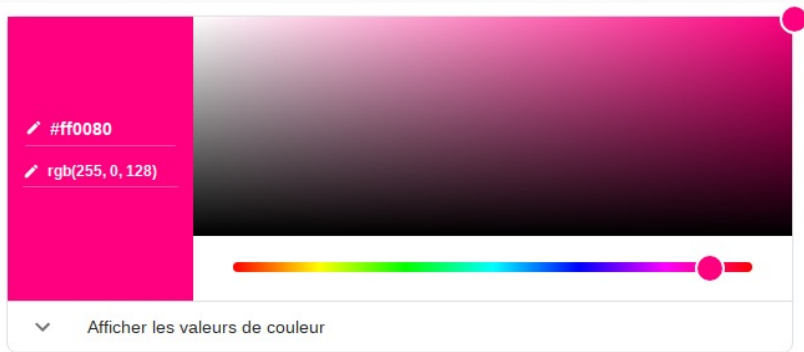 #ff0080
rgb(255, 0, 128)
Afficher les valeurs de couleur